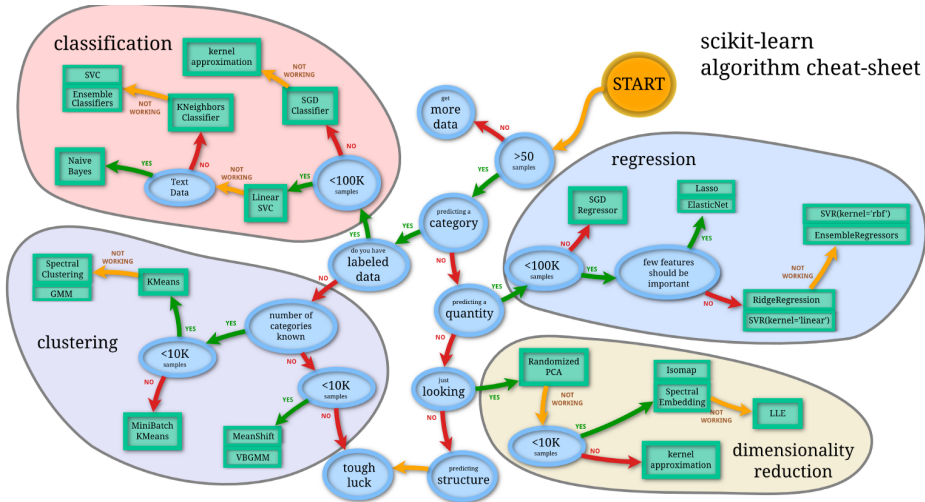 scikit-learn
algorithm cheat-sheet
classification
kernel
approximation
NOT
WORKING
SVC
Ensemble
Classifiers
NOT
WORKING
KNeighbors
Classifier
SGD
Classifier
NO
NO
Naive
Bayes
YES
Text
Data
NOT
WORKING
Linear
SVC
YES
<100K
samples
START
get
more
data
NO
>50
samples
YES
predicting a
category
YES
do you have
labeled
data
YES
NO
NO
regression
SGD
Regressor
NO
<100K
samples
YES
YES
few features
should be
important
YES
Lasso
ElasticNet
NO
RidgeRegression
SVR(kernel='linear')
NOT
WORKING
SVR(kernel='rbf')
EnsembleRegressors
predicting a
quantity
NO
clustering
Spectral
Clustering
GMM
NOT
WORKING
KMeans
YES
<10K
samples
YES
number of
categories
known
NO
NO
MiniBatch
KMeans
<10K
samples
YES
MeanShift
VBGMM
NO
just
looking
YES
NO
predicting
structure
tough
luck
Randomized
PCA
NOT
WORKING
<10K
samples
YES
Isomap
Spectral
Embedding
NOT
WORKING
LLE
NO
kernel
approximation
dimensionality
reduction